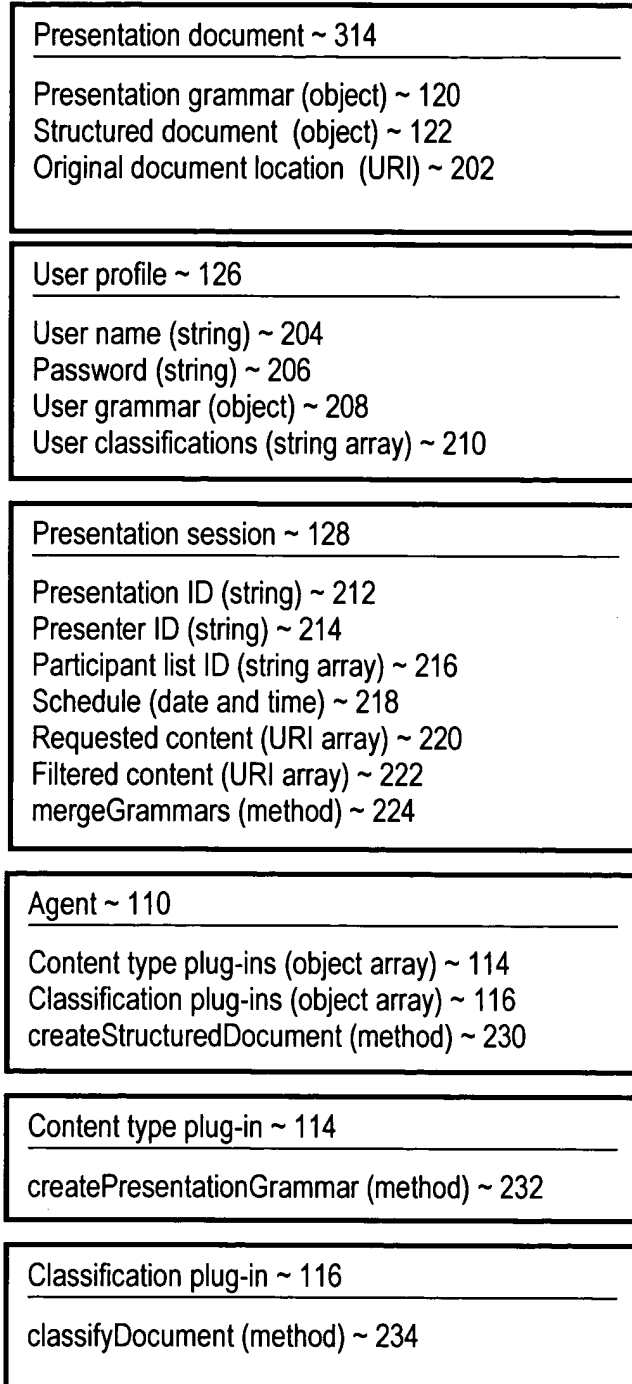 Presentation document ~ 314
Presentation grammar (object) ~ 120
Structured document (object) ~ 122
Original document location (URI) ~ 202
User profile ~ 126
User name (string) ~ 204
Password (string) ~ 206
User grammar (object) ~ 208
User classifications (string array) ~ 210
Presentation session ~ 128
Presentation ID (string) ~ 212
Presenter ID (string) ~ 214
Participant list ID (string array) ~ 216
Schedule (date and time) ~ 218
Requested content (URI array) ~ 220
Filtered content (URI array) ~ 222
mergeGrammars (method) ~ 224
Agent ~ 110
Content type plug-ins (object array) ~ 114
Classification plug-ins (object array) ~ 116
createStructuredDocument (method) ~ 230
Content type plug-in ~ 114
createPresentationGrammar (method) ~ 232
Classification plug-in ~ 116
classifyDocument (method) ~ 234